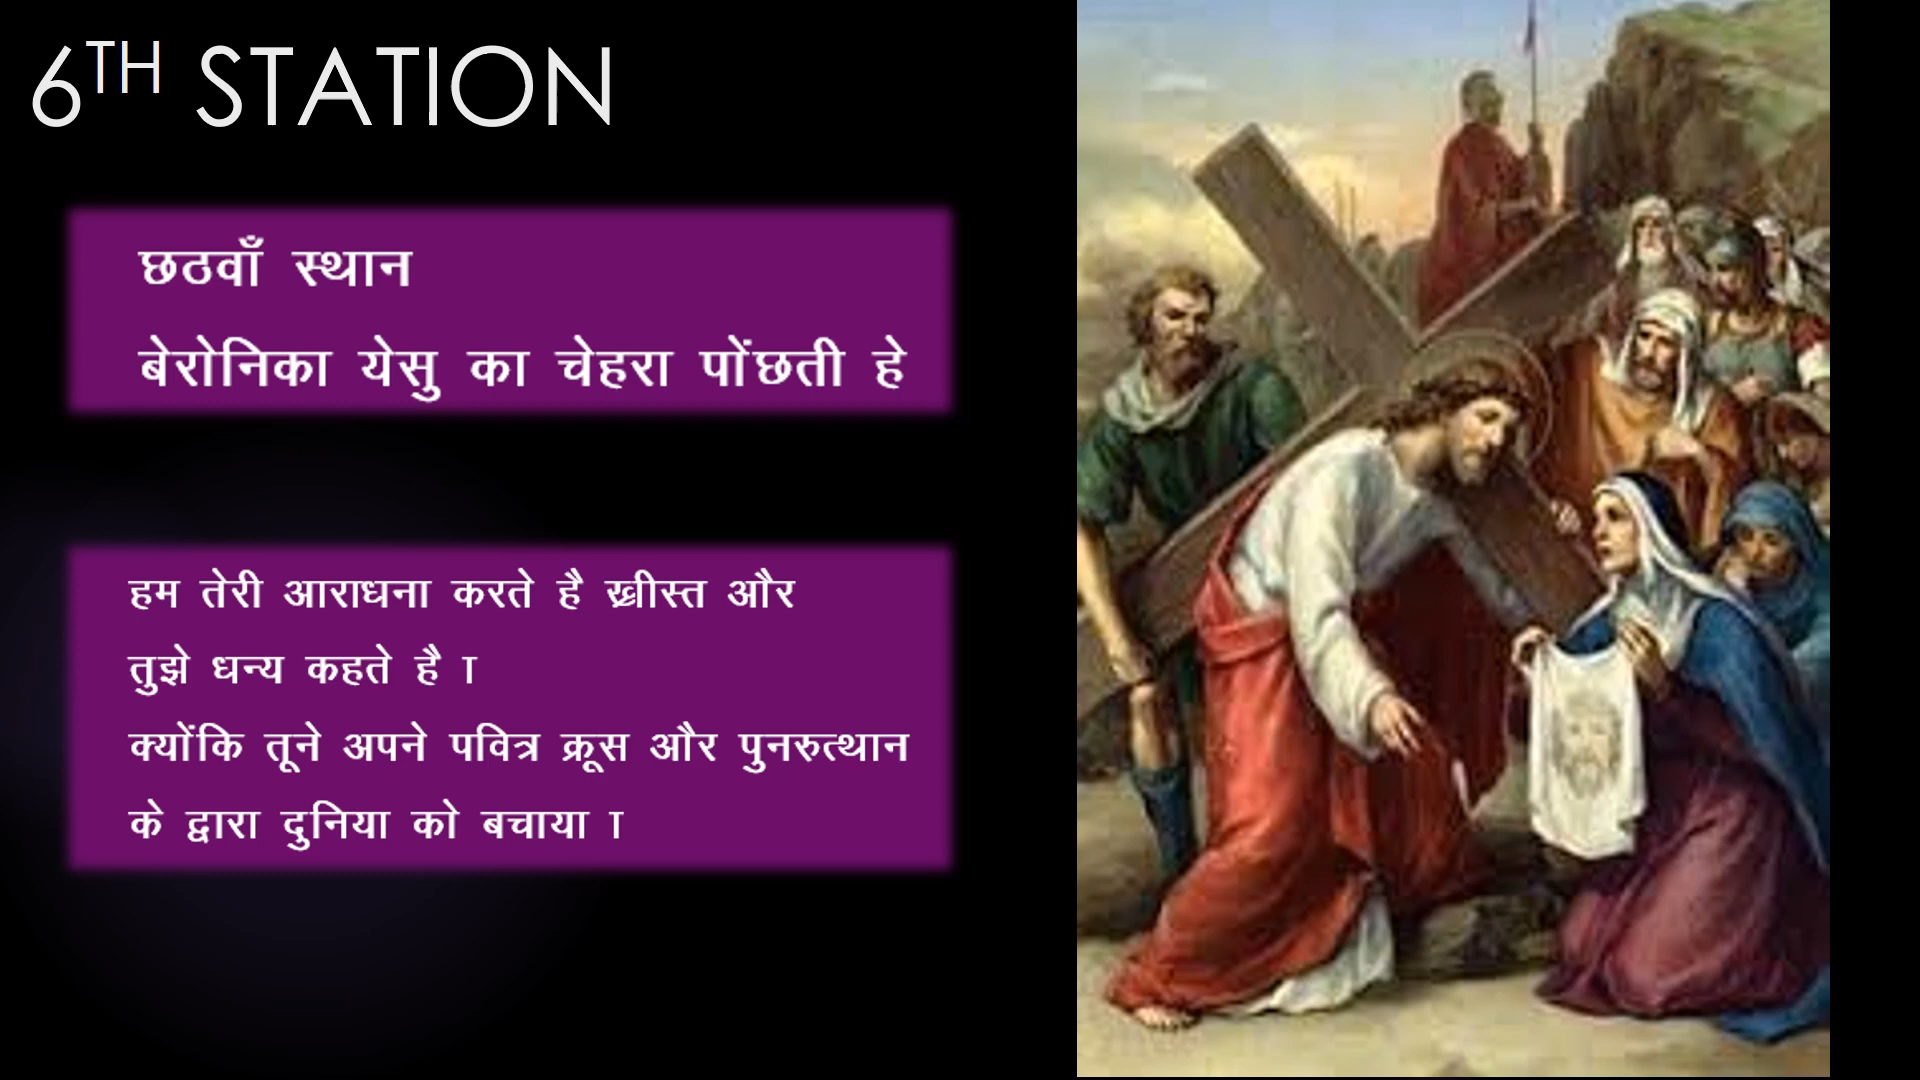 6TH STATION
छठवाँ स्थान
बेरोनिका येसु का चेहरा पोंछती हे
हम तेरी आराधना करते है ख्रीस्त और
तुझे धन्य कहते है ा
क्योंकि तूने अपने पवित्र क्रूस और पुनरुत्थान
के द्वारा दुनिया को बचाया ा